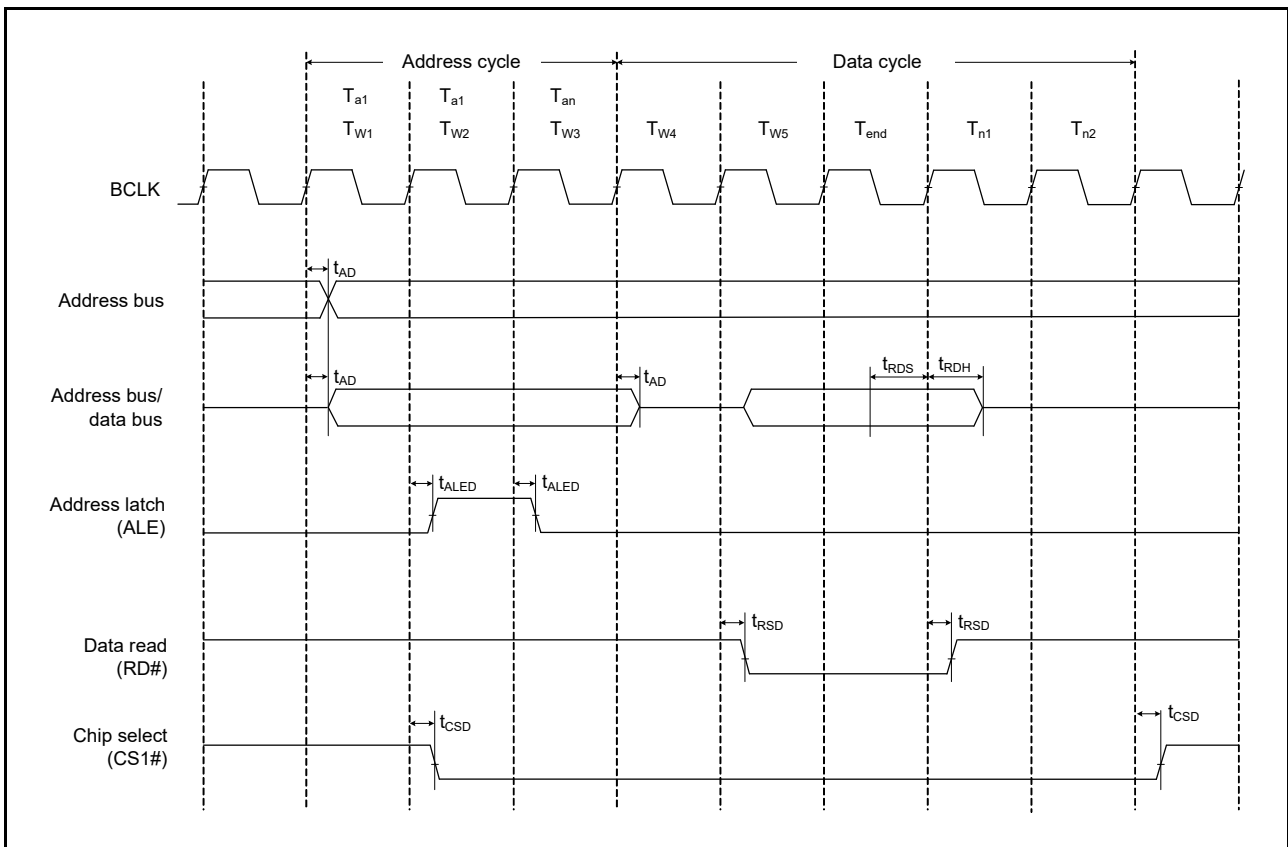 Address cycle Data cycle
Ta1 Ta1 Tan
TW1 TW2 TW3 TW4 TW5 Tend Tn1 Tn2
BCLK
tAD
Address bus
tAD tAD tRDS tRDH
Address bus/
data bus
tALED tALED
Address latch
(ALE)
tRSD tRSD
Data read
(RD#)
tCSD tCSD
Chip select
(CS1#)